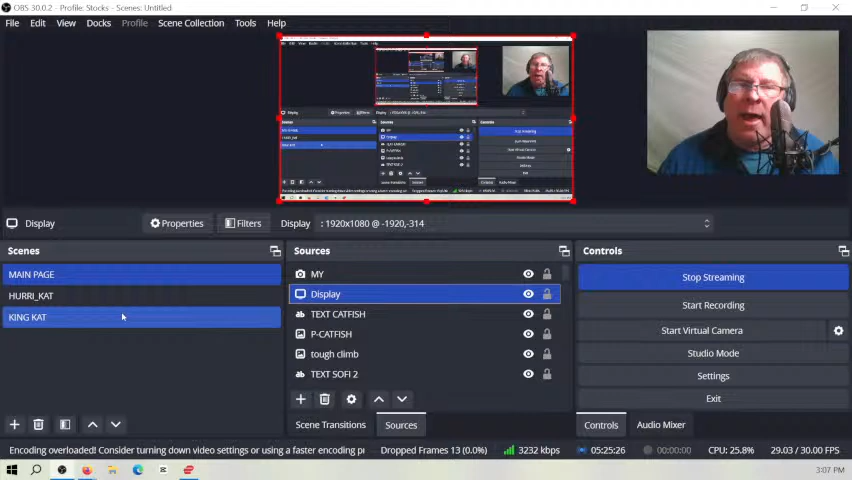 OBS 30.0.2 - Profile: Stocks - Scenes: Untitled
File Edit View Docks Profile Scene Collection Tools Help
Display Properties Filters Display : 1920x1080 @ -1920,-314
Scenes Sources Controls
MAIN PAGE
HURRI_KAT
KING KAT
MY
Display
TEXT CATFISH
P-CATFISH
tough climb
TEXT SOFI 2
Stop Streaming
Start Recording
Start Virtual Camera
Studio Mode
Settings
Exit
Scene Transitions Sources Controls Audio Mixer
Encoding overloaded! Consider turning down video settings or using a faster encoding pr Dropped Frames 13 (0.0%) 3232 kbps 05:25:26 00:00:00 CPU: 25.8% 29.03 / 30.00 FPS
3:07 PM